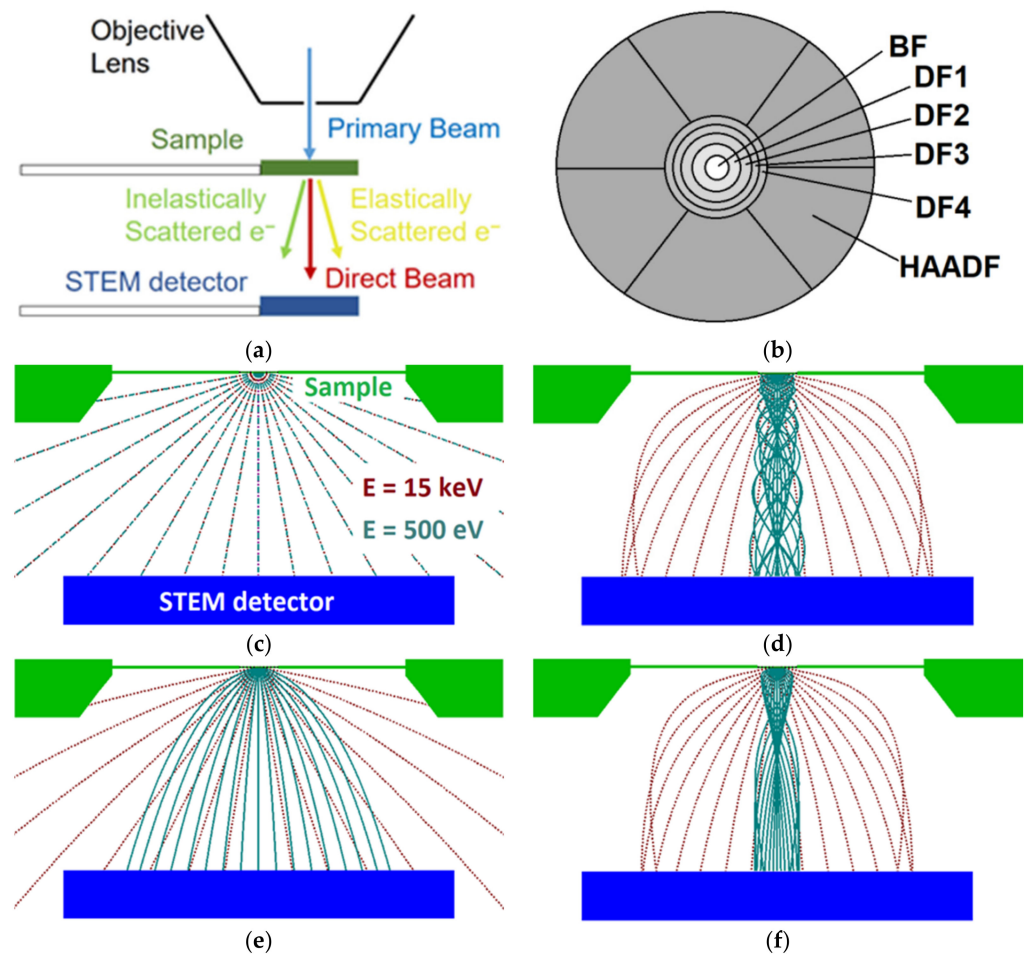 Objective
Lens
Primary Beam
Sample
Inelastically
Scattered e⁻
Elastically
Scattered e⁻
STEM detector
Direct Beam
(a)
BF
DF1
DF2
DF3
DF4
HAADF
(b)
Sample
E = 15 keV
E = 500 eV
STEM detector
(c)
(d)
(e)
(f)